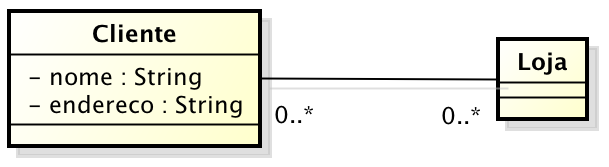 Cliente
- nome : String
- endereco : String
Loja
0..*
0..*